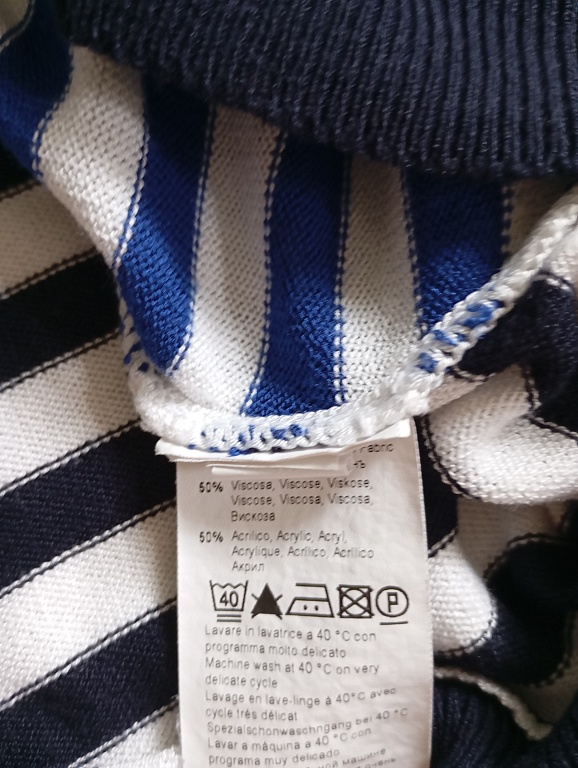 Fabric
50% Viscosa, Viscose, Viskose,
Viscose, Viscosa, Viscosa,
Вискоза
50% Acrilico, Acrylic, Acryl,
Acrylique, Acrílico, Acrílico
Акрил
40 P
Lavare in lavatrice a 40 °C con
programma molto delicato
Machine wash at 40 °C on very
delicate cycle
Lavage en lave-linge à 40°C avec
cycle très délicat
Spezialschonwaschgang bei 40 °C
Lavar a máquina a 40 °C con
programa muy delicado